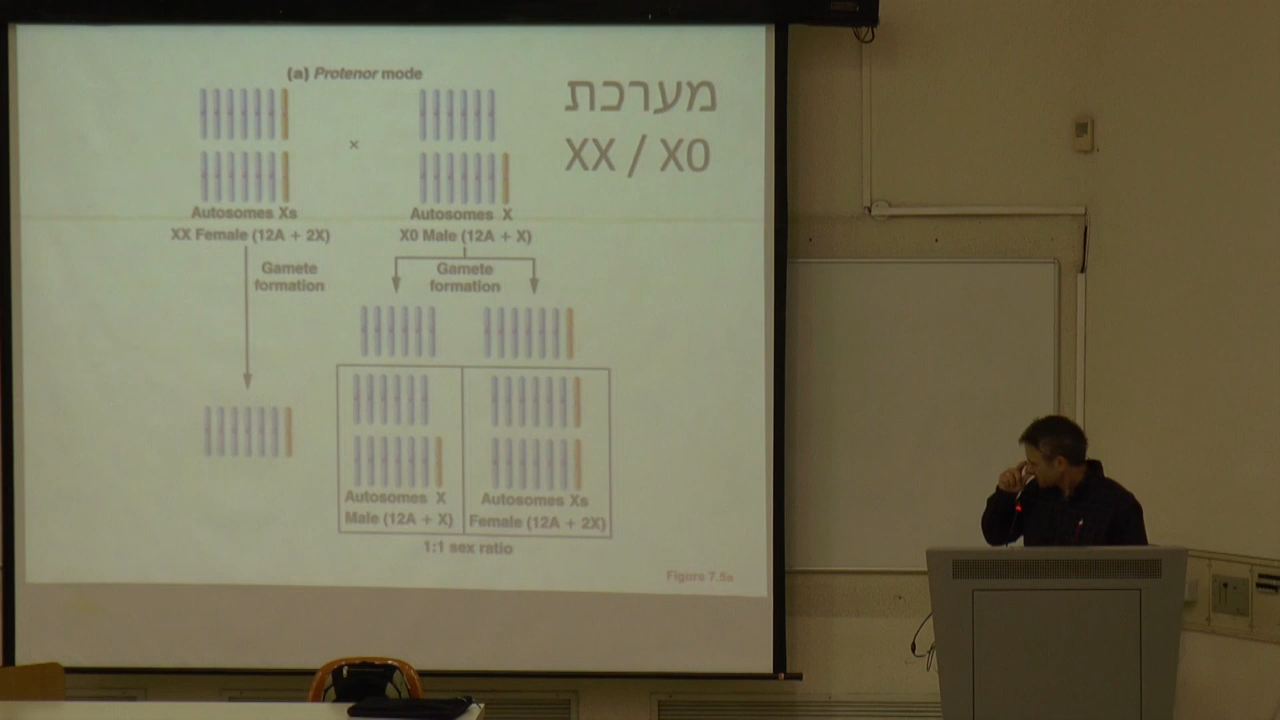 (a) Protenor mode
מערכת
XX / X0
×
Autosomes Xs
XX Female (12A + 2X)
Autosomes X
X0 Male (12A + X)
Gamete
formation
Gamete
formation
Autosomes X
Male (12A + X)
Autosomes Xs
Female (12A + 2X)
1:1 sex ratio
Figure 7.5a